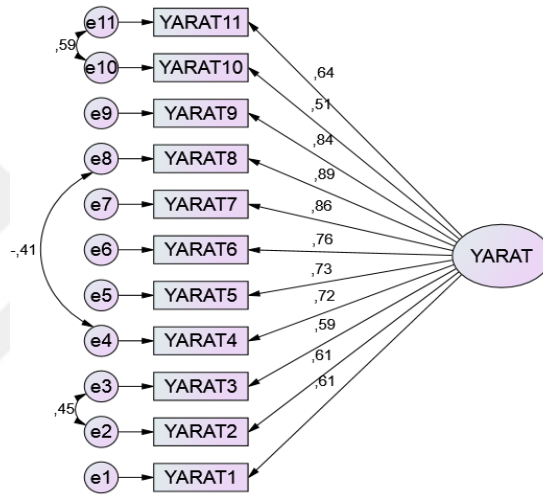 e11 YARAT11
,59
e10 YARAT10
,64
,51
e9 YARAT9
,84
e8 YARAT8
,89
e7 YARAT7
,86
-,41
e6 YARAT6
,76
YARAT
e5 YARAT5
,73
,72
e4 YARAT4
,59
e3 YARAT3
,61
,45
,61
e2 YARAT2
e1 YARAT1